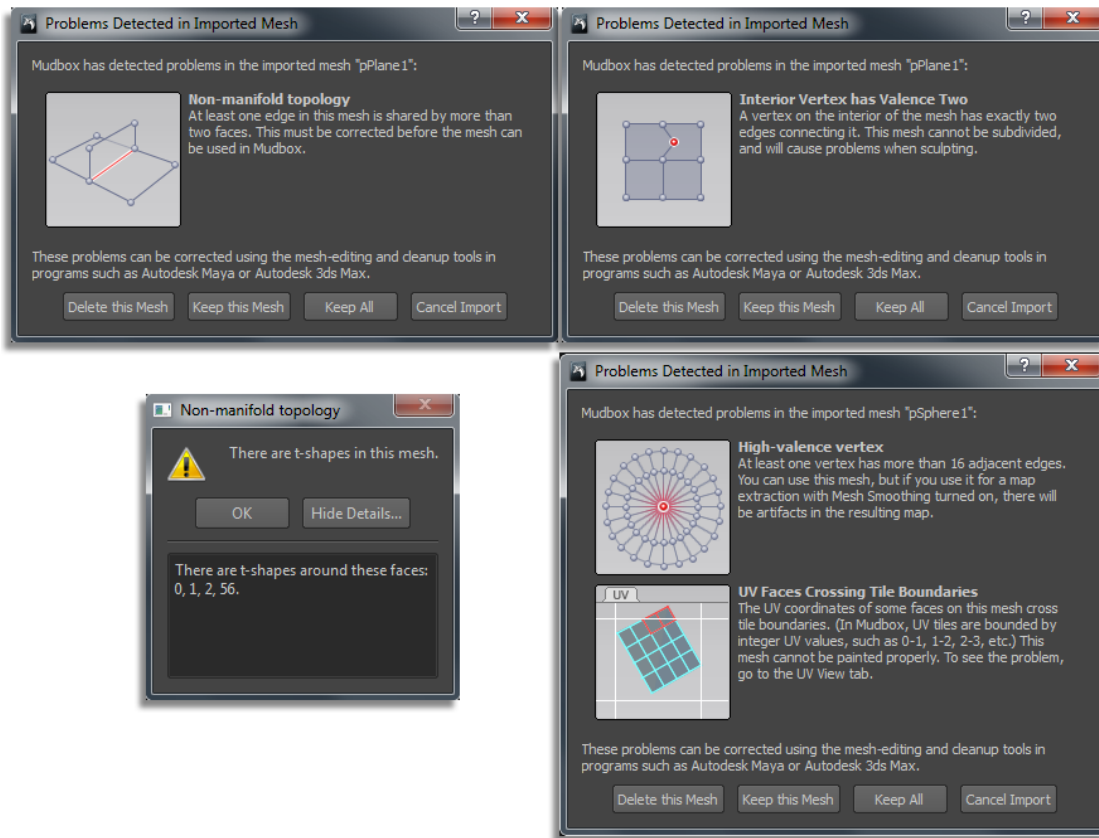 Problems Detected in Imported Mesh
Mudbox has detected problems in the imported mesh "pPlane1":
Non-manifold topology
At least one edge in this mesh is shared by more than
two faces. This must be corrected before the mesh can
be used in Mudbox.
These problems can be corrected using the mesh-editing and cleanup tools in
programs such as Autodesk Maya or Autodesk 3ds Max.
Delete this Mesh
Keep this Mesh
Keep All
Cancel Import
Problems Detected in Imported Mesh
Mudbox has detected problems in the imported mesh "pPlane1":
Interior Vertex has Valence Two
A vertex on the interior of the mesh has exactly two
edges connecting it. This mesh cannot be subdivided,
and will cause problems when sculpting.
These problems can be corrected using the mesh-editing and cleanup tools in
programs such as Autodesk Maya or Autodesk 3ds Max.
Delete this Mesh
Keep this Mesh
Keep All
Cancel Import
Non-manifold topology
There are t-shapes in this mesh.
OK
Hide Details...
There are t-shapes around these faces:
0, 1, 2, 56.
Problems Detected in Imported Mesh
Mudbox has detected problems in the imported mesh "pSphere1":
High-valence vertex
At least one vertex has more than 16 adjacent edges.
You can use this mesh, but if you use it for a map
extraction with Mesh Smoothing turned on, there will
be artifacts in the resulting map.
UV
UV Faces Crossing Tile Boundaries
The UV coordinates of some faces on this mesh cross
tile boundaries. (In Mudbox, UV tiles are bounded by
integer UV values, such as 0-1, 1-2, 2-3, etc.) This
mesh cannot be painted properly. To see the problem,
go to the UV View tab.
These problems can be corrected using the mesh-editing and cleanup tools in
programs such as Autodesk Maya or Autodesk 3ds Max.
Delete this Mesh
Keep this Mesh
Keep All
Cancel Import